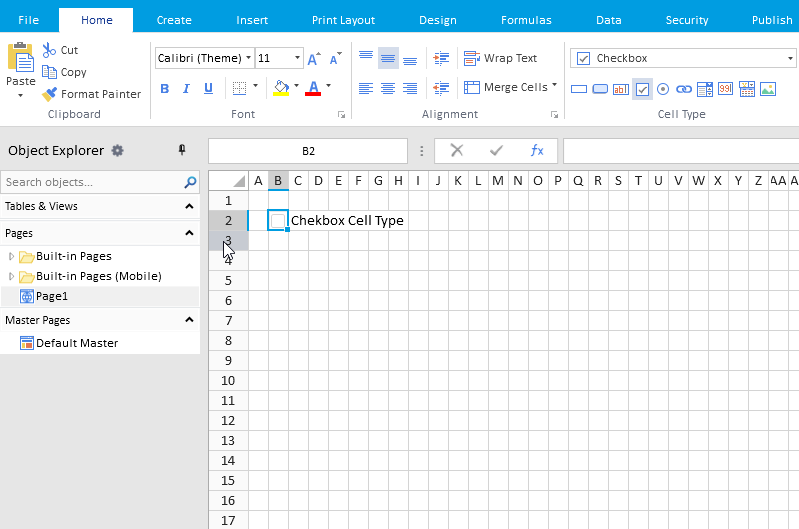 File Home Create Insert Print Layout Design Formulas Data Security Publish
Paste
Cut
Copy
Format Painter
Clipboard
Calibri (Theme) 11
B I U A
Font
Wrap Text
Merge Cells
Alignment
Checkbox
Cell Type
Object Explorer
Search objects...
Tables & Views
Pages
Built-in Pages
Built-in Pages (Mobile)
Page1
Master Pages
Default Master
B2
fx
A B C D E F G H I J K L M N O P Q R S T U V W X Y Z AA A
1
2 Chekbox Cell Type
3
4
5
6
7
8
9
10
11
12
13
14
15
16
17